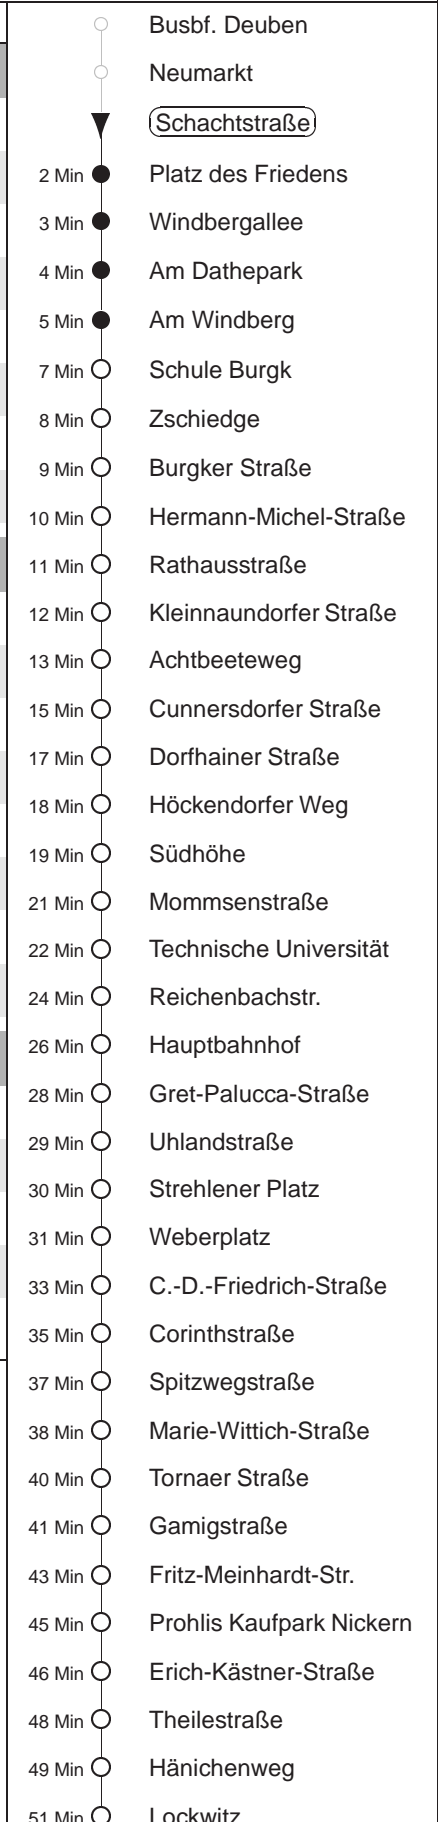 Busbf. Deuben
Neumarkt
Schachtstraße
2 Min Platz des Friedens
3 Min Windbergallee
4 Min Am Dathepark
5 Min Am Windberg
7 Min Schule Burgk
8 Min Zschiedge
9 Min Burgker Straße
10 Min Hermann-Michel-Straße
11 Min Rathausstraße
12 Min Kleinnaundorfer Straße
13 Min Achtbeeteweg
15 Min Cunnersdorfer Straße
17 Min Dorfhainer Straße
18 Min Höckendorfer Weg
19 Min Südhöhe
21 Min Mommsenstraße
22 Min Technische Universität
24 Min Reichenbachstr.
26 Min Hauptbahnhof
28 Min Gret-Palucca-Straße
29 Min Uhlandstraße
30 Min Strehlener Platz
31 Min Weberplatz
33 Min C.-D.-Friedrich-Straße
35 Min Corinthstraße
37 Min Spitzwegstraße
38 Min Marie-Wittich-Straße
40 Min Tornaer Straße
41 Min Gamigstraße
43 Min Fritz-Meinhardt-Str.
45 Min Prohlis Kaufpark Nickern
46 Min Erich-Kästner-Straße
48 Min Theilestraße
49 Min Hänichenweg
51 Min Lockwitz